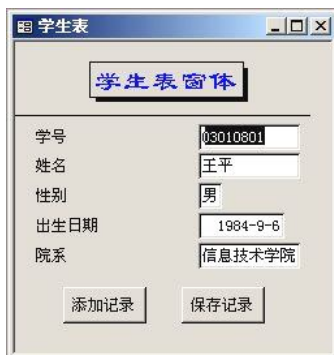 学生表
学生表窗体
学号 03010801
姓名 王平
性别 男
出生日期 1984-9-6
院系 信息技术学院
添加记录 保存记录